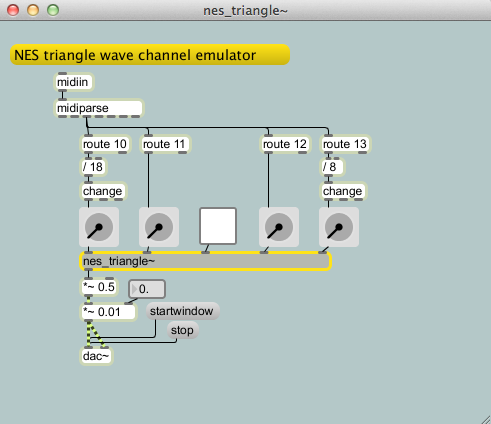 nes_triangle~
NES triangle wave channel emulator
midiin
midiparse
route 10
route 11
route 12
route 13
/ 18
/ 8
change
change
nes_triangle~
*~ 0.5
0.
*~ 0.01
startwindow
stop
dac~